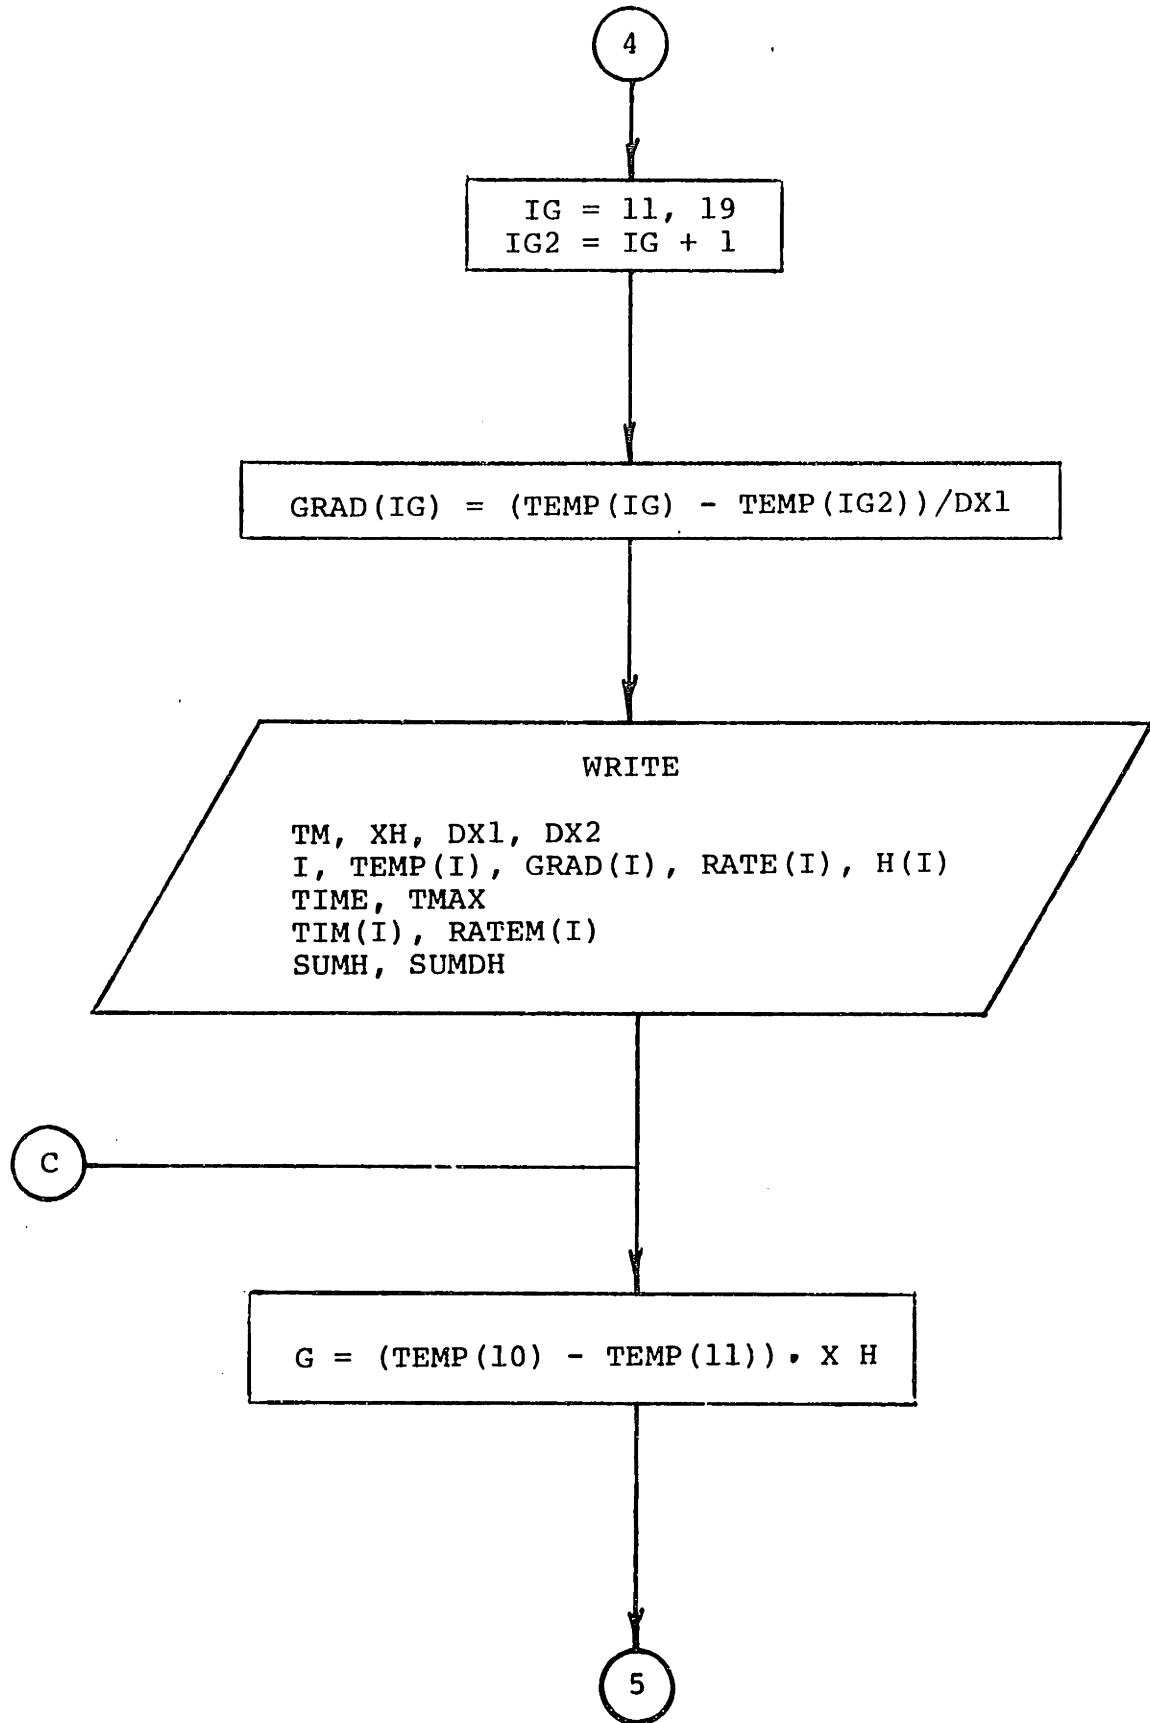 4
IG = 11, 19
IG2 = IG + 1
GRAD(IG) = (TEMP(IG) - TEMP(IG2))/DX1
WRITE
TM, XH, DX1, DX2
I, TEMP(I), GRAD(I), RATE(I), H(I)
TIME, TMAX
TIM(I), RATEM(I)
SUMH, SUMDH
C
G = (TEMP(10) - TEMP(11)) • X H
5